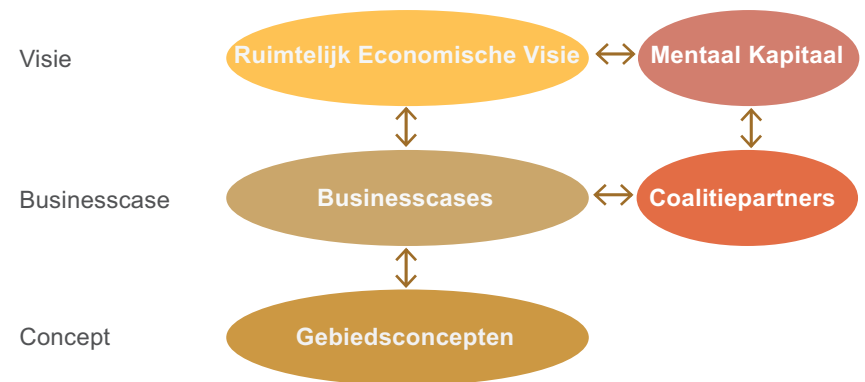 Visie
Ruimtelijk Economische Visie
Mentaal Kapitaal
Businesscase
Businesscases
Coalitiepartners
Concept
Gebiedsconcepten